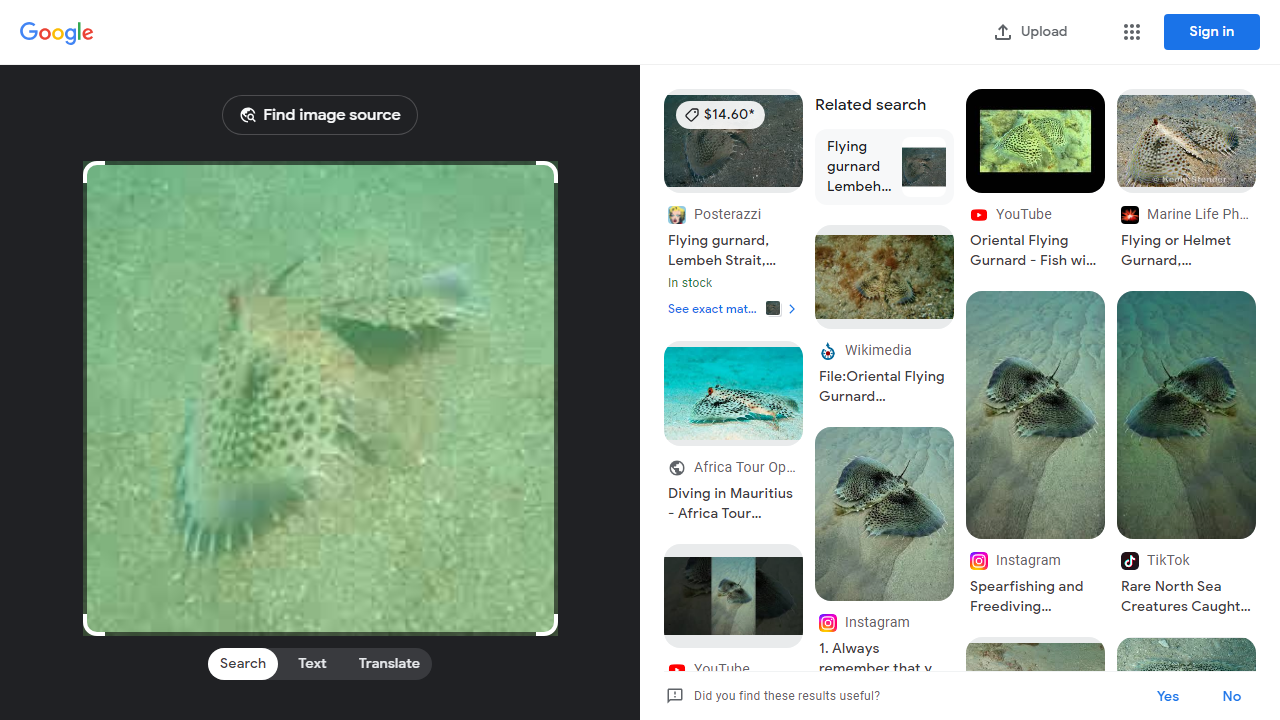 Google
Upload
Sign in
Find image source
Search
Text
Translate
$14.60*
Posterazzi
Flying gurnard,
Lembeh Strait,...
In stock
See exact mat...
Africa Tour Op...
Diving in Mauritius
- Africa Tour...
YouTube
Related search
Flying
gurnard
Lembeh...
Wikimedia
File:Oriental Flying
Gurnard...
Instagram
1. Always
remember that y
YouTube
Oriental Flying
Gurnard - Fish wi...
Instagram
Spearfishing and
Freediving...
Marine Life Ph...
Flying or Helmet
Gurnard,...
TikTok
Rare North Sea
Creatures Caught...
Did you find these results useful?
Yes
No